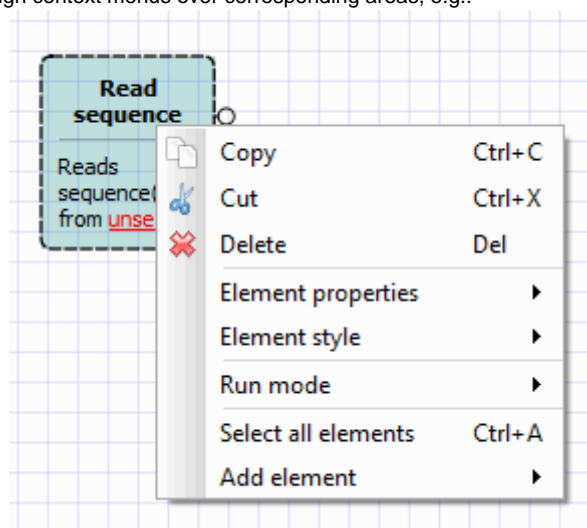 gh context menus over corresponding areas, e.g.:
Read
sequence
Reads
sequence(
from unse
Copy Ctrl+C
Cut Ctrl+X
Delete Del
Element properties
Element style
Run mode
Select all elements Ctrl+A
Add element